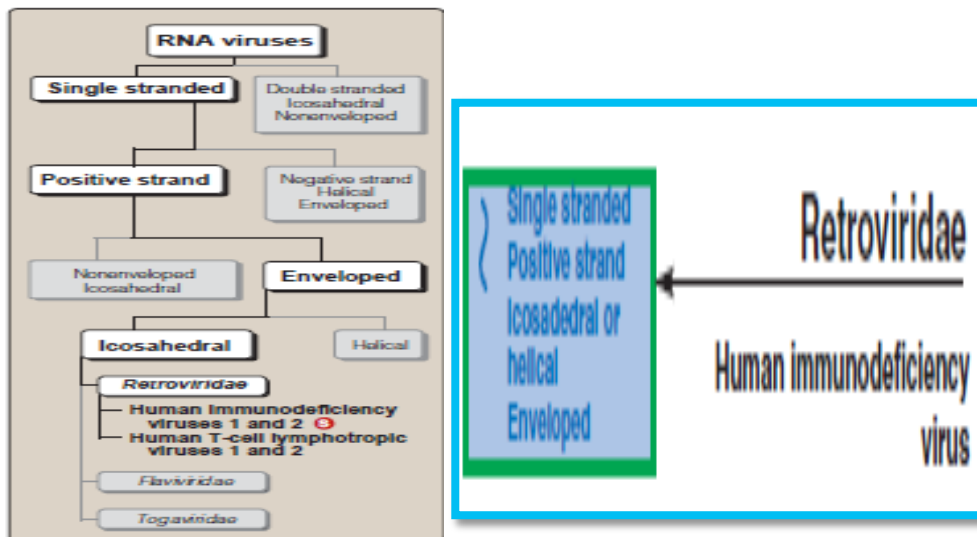 RNA viruses
Single stranded
Double stranded
Icosahedral
Nonenveloped
Positive strand
Negative strand
Helical
Enveloped
Nonenveloped
Icosahedral
Enveloped
Icosahedral
Helical
Retroviridae
Human immunodeficiency
viruses 1 and 2 S
Human T-cell lymphotropic
viruses 1 and 2
Flaviviridae
Togaviridae
Single stranded
Positive strand
Icosadedral or
helical
Enveloped
Retroviridae
Human immunodeficiency
virus